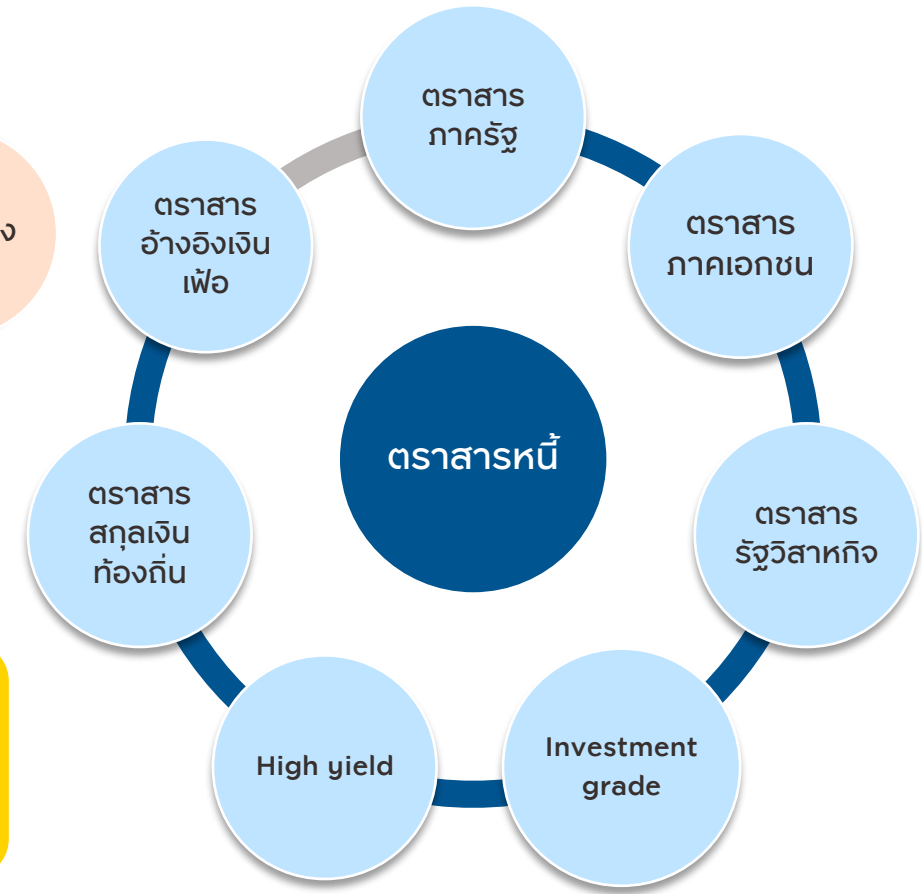 ตราสาร
ภาครัฐ
ตราสาร
ภาคเอกชน
ตราสาร
รัฐวิสาหกิจ
Investment
grade
High yield
ตราสาร
สกุลเงิน
ท้องถิ่น
ตราสาร
อ้างอิงเงิน
เฟ้อ
ตราสารหนี้